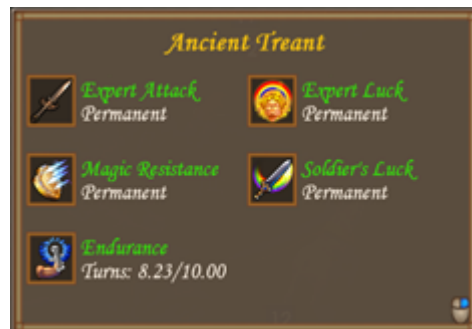 Ancient Treant
Expert Attack
Permanent
Expert Luck
Permanent
Magic Resistance
Permanent
Soldier's Luck
Permanent
Endurance
Turns: 8.23/10.00